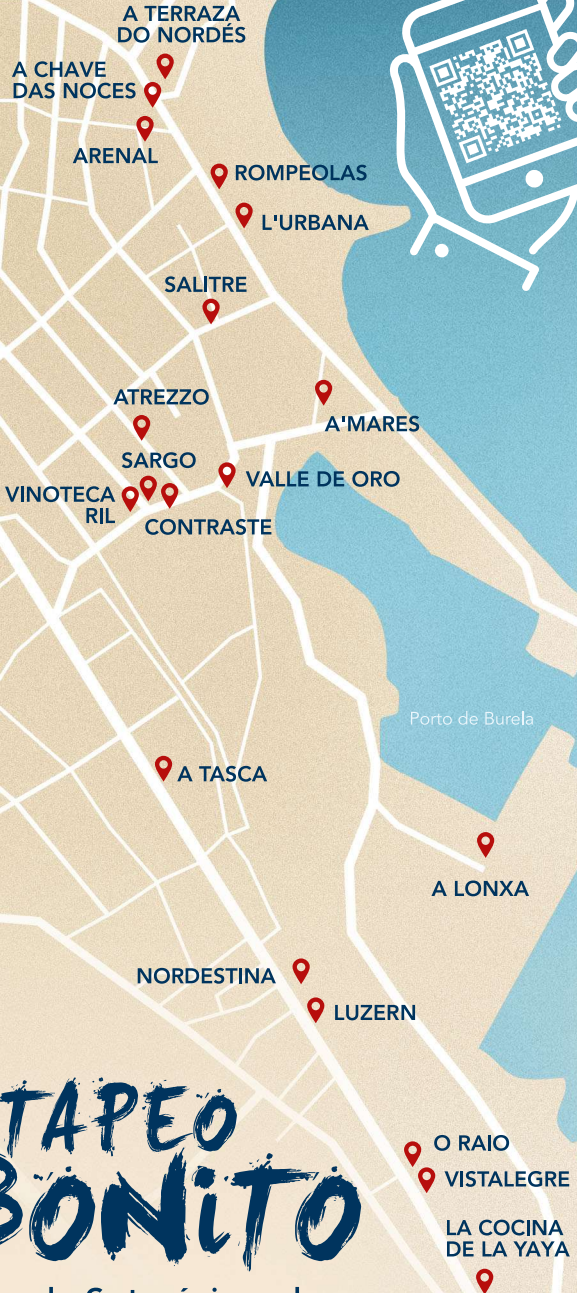 A TERRAZA
DO NORDÉS
A CHAVE
DAS NOCES
ARENAL
ROMPEOLAS
L'URBANA
SALITRE
ATREZZO
A'MARES
SARGO
VALLE DE ORO
VINOTECA
RIL
CONTRASTE
Porto de Burela
A TASCA
A LONXA
NORDESTINA
LUZERN
TAPEO
BONiTO
O RAIO
VISTALEGRE
LA COCINA
DE LA YAYA